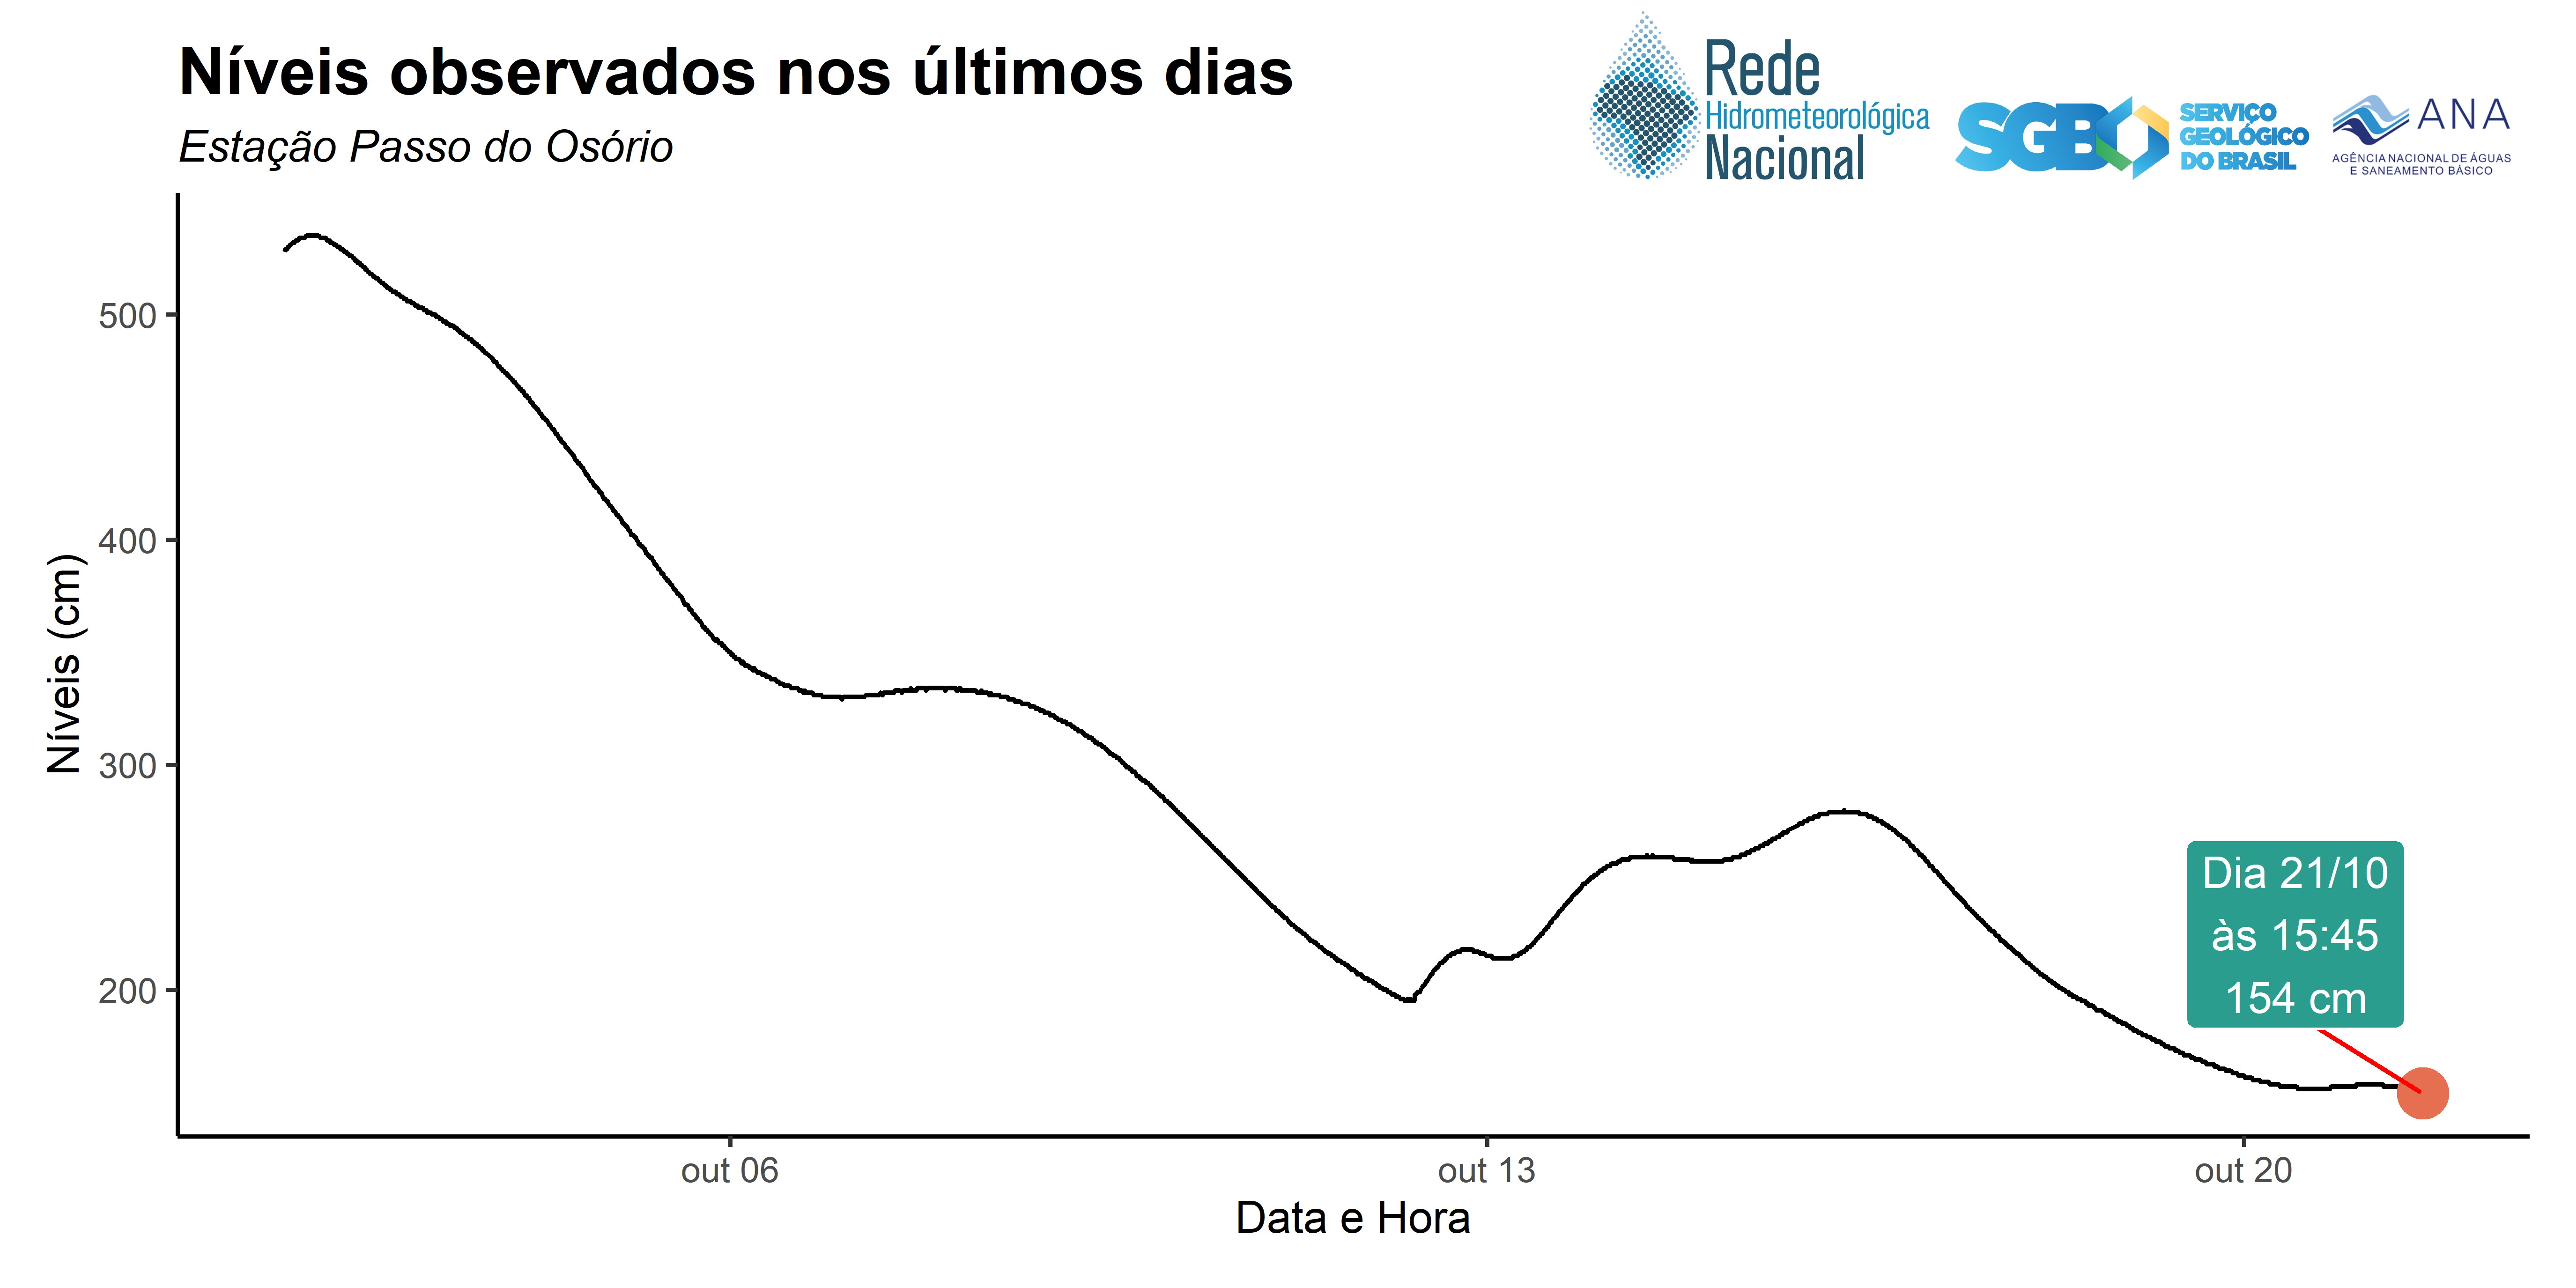 Níveis observados nos últimos dias
Estação Passo do Osório
Rede
Hidrometeorológica
Nacional
SGB
SERVIÇO
GEOLÓGICO
DO BRASIL
ANA
AGÊNCIA NACIONAL DE ÁGUAS
E SANEAMENTO BÁSICO
Níveis (cm)
500
400
300
200
Dia 21/10
às 15:45
154 cm
out 06
out 13
out 20
Data e Hora